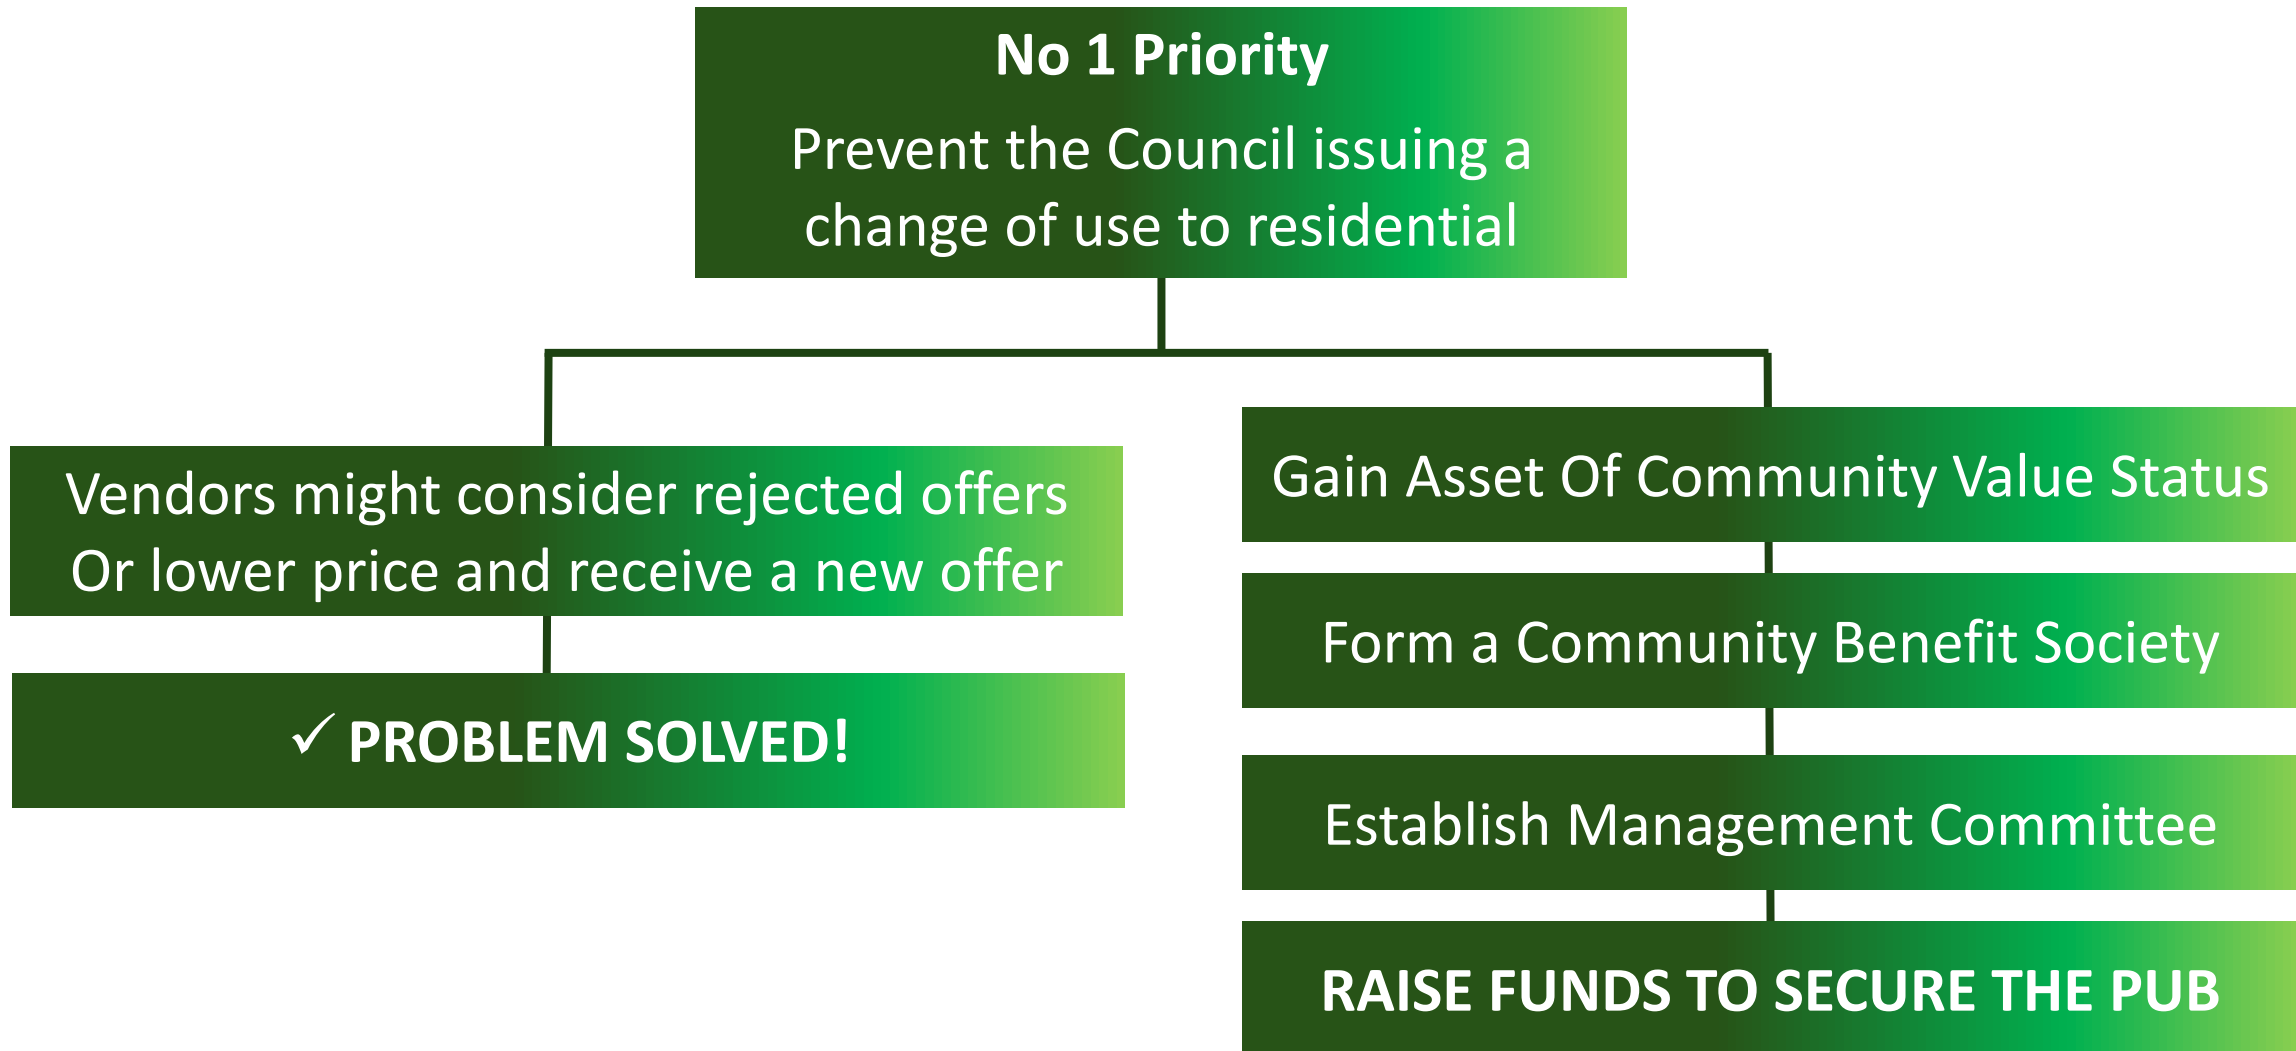 No 1 Priority
Prevent the Council issuing a
change of use to residential
Vendors might consider rejected offers
Or lower price and receive a new offer
✓ PROBLEM SOLVED!
Gain Asset Of Community Value Status
Form a Community Benefit Society
Establish Management Committee
RAISE FUNDS TO SECURE THE PUB